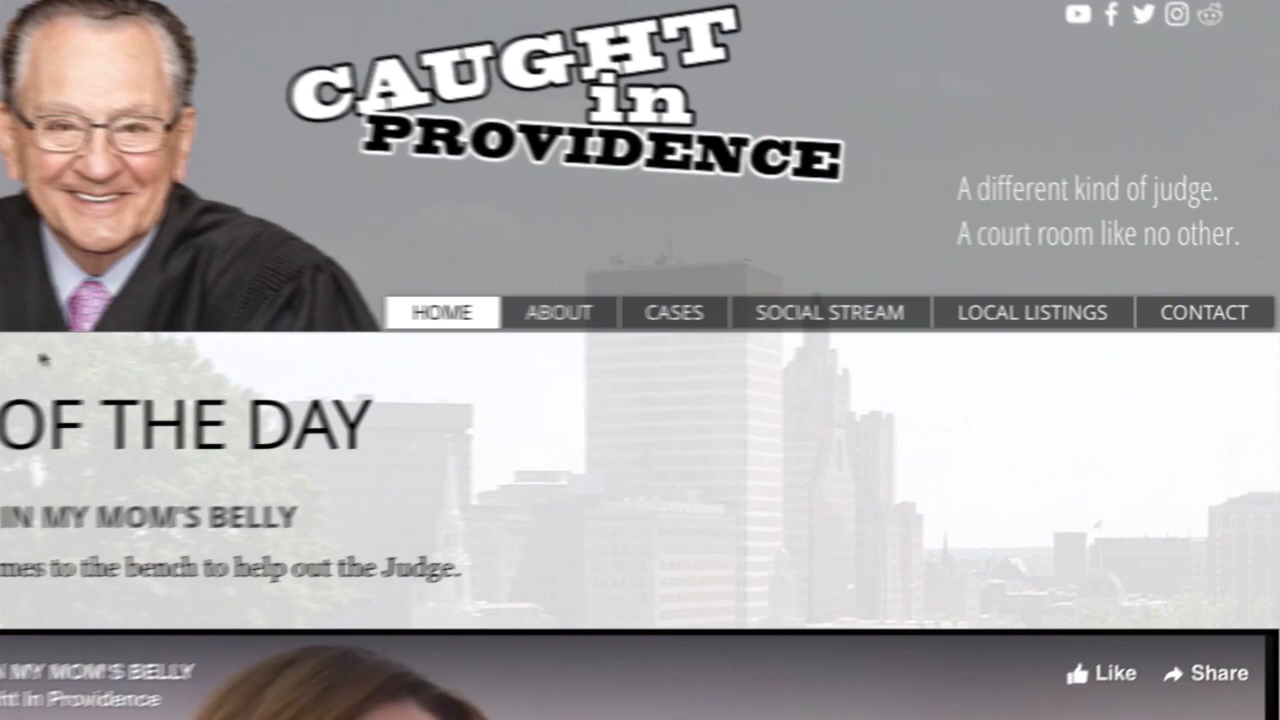 CAUGHT
in
PROVIDENCE
A different kind of judge.
A court room like no other.
HOME ABOUT CASES SOCIAL STREAM LOCAL LISTINGS CONTACT
OF THE DAY
IN MY MOM'S BELLY
to the bench to help out the Judge.
MY MOM'S BELLY
Like Share
In Providence